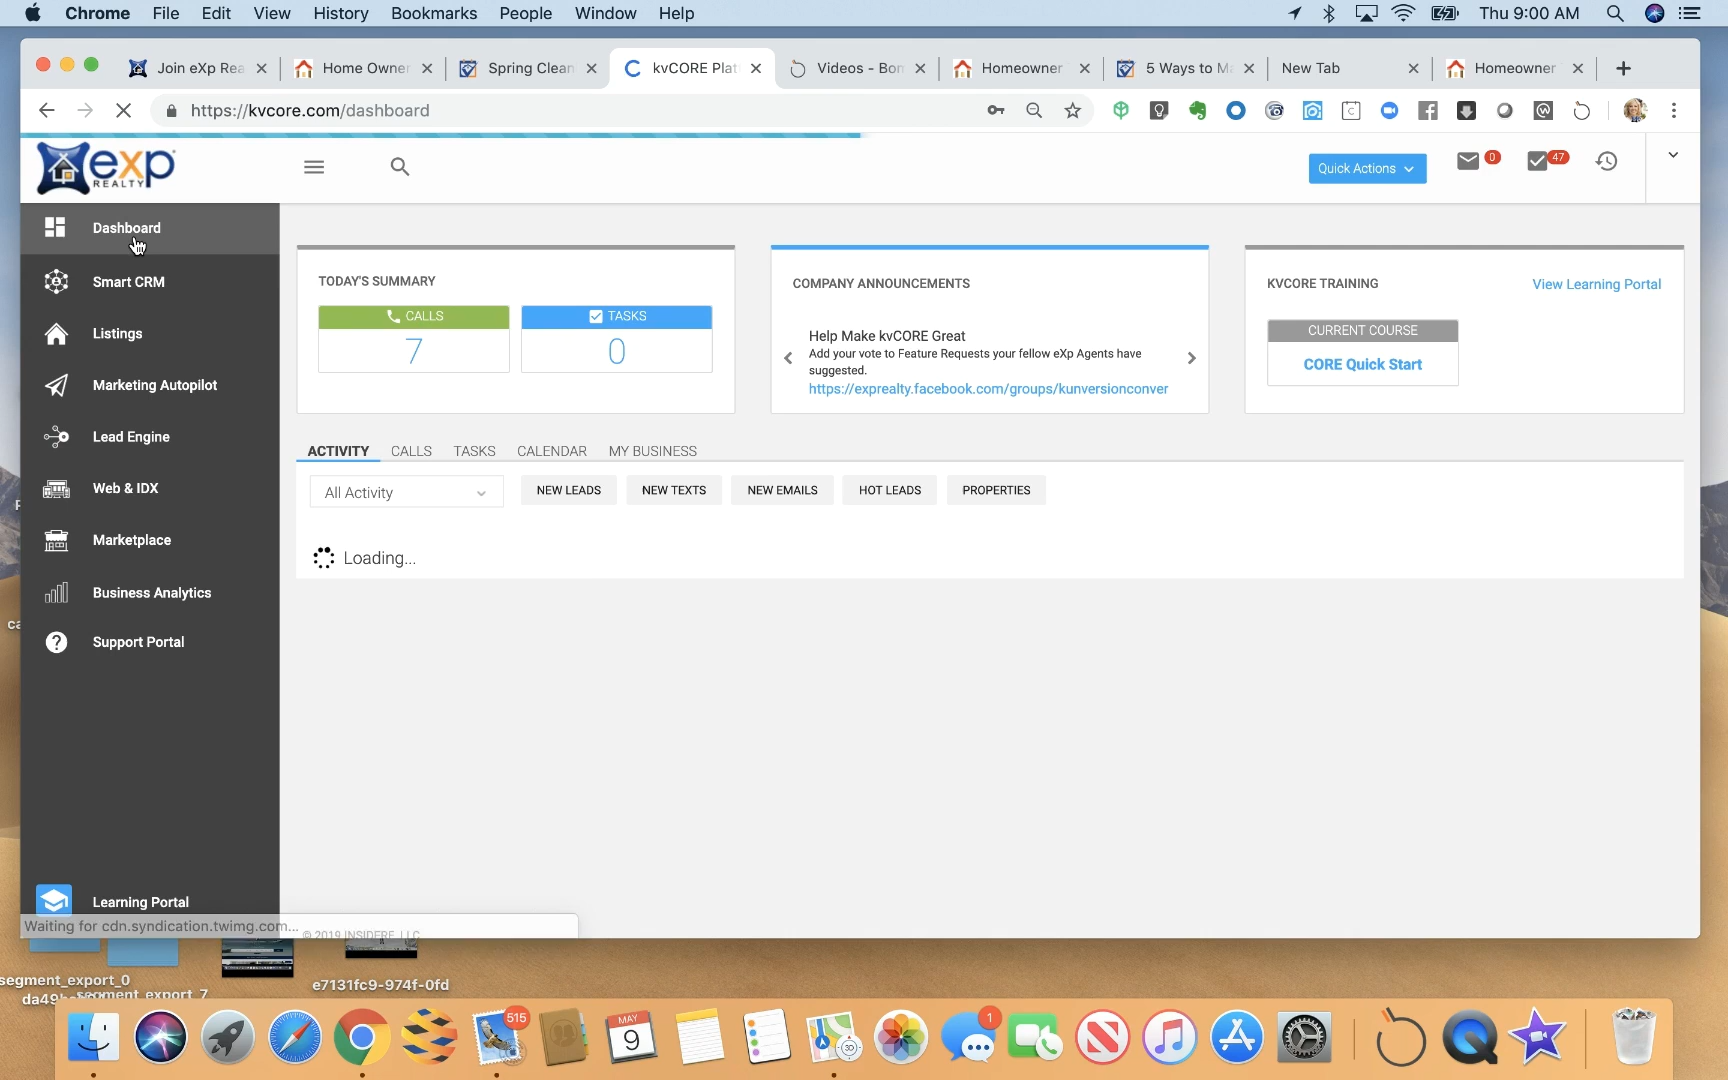 Chrome File Edit View History Bookmarks People Window Help Thu 9:00 AM
Join eXp Rea Home Owner Spring Clean kvCORE Plat Videos - Bon Homeowner 5 Ways to Ma New Tab Homeowner
https://kvcore.com/dashboard
eXp
REALTY
Quick Actions
0
47
Dashboard
Smart CRM
Listings
Marketing Autopilot
Lead Engine
Web & IDX
Marketplace
Business Analytics
Support Portal
Learning Portal
TODAY'S SUMMARY
CALLS
7
TASKS
0
COMPANY ANNOUNCEMENTS
Help Make kvCORE Great
Add your vote to Feature Requests your fellow eXp Agents have
suggested.
https://exprealty.facebook.com/groups/kunversionconver
KVCORE TRAINING
View Learning Portal
CURRENT COURSE
CORE Quick Start
ACTIVITY CALLS TASKS CALENDAR MY BUSINESS
All Activity NEW LEADS NEW TEXTS NEW EMAILS HOT LEADS PROPERTIES
Loading...
Waiting for cdn.syndication.twimg.com...
© 2019 INSIDERE, LLC
segment_export_0
segment_export_7
e7131fc9-974f-0fd
515
MAY
9
3D
1